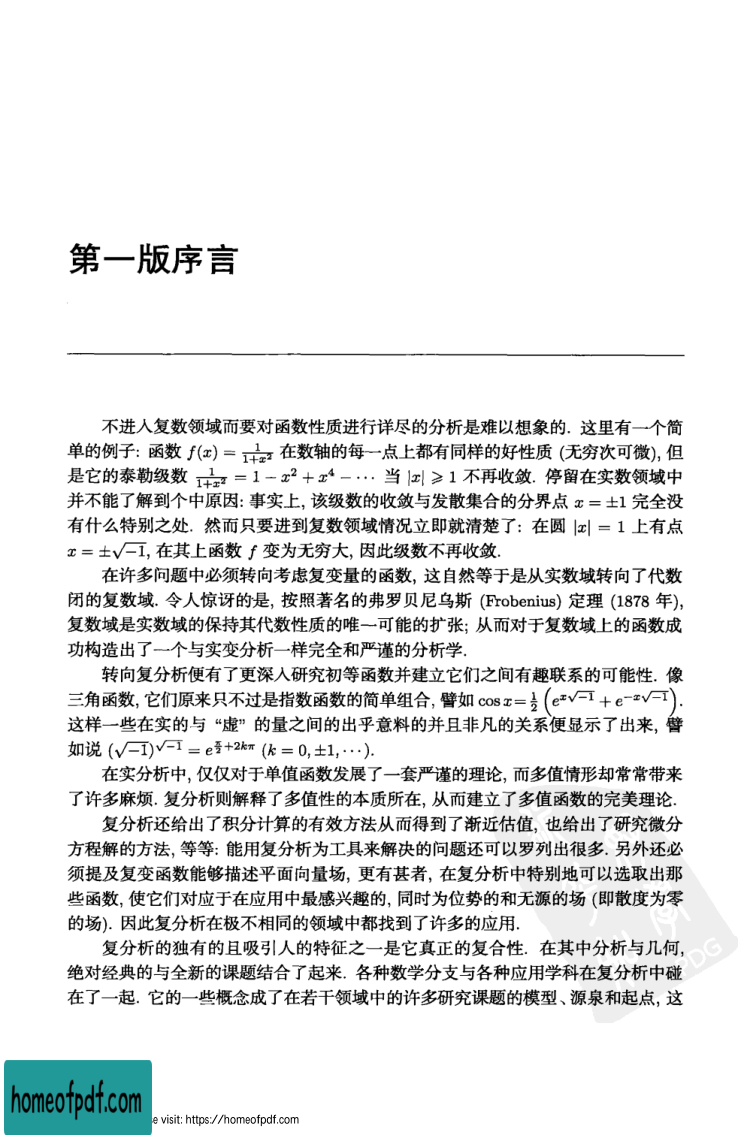 第一版序言
不进入复数领域而要对函数性质进行详尽的分析是难以想象的. 这里有一个简
单的例子: 函数 f(x) = 1/(1+x²) 在数轴的每一点上都有同样的好性质 (无穷次可微), 但
是它的泰勒级数 1/(1+x²) = 1 − x² + x⁴ − ··· 当 |x| ⩾ 1 不再收敛. 停留在实数领域中
并不能了解到个中原因: 事实上, 该级数的收敛与发散集合的分界点 x = ±1 完全没
有什么特别之处. 然而只要进到复数领域情况立即就清楚了: 在圆 |x| = 1 上有点
x = ±√−1, 在其上函数 f 变为无穷大, 因此级数不再收敛.
在许多问题中必须转向考虑复变量的函数, 这自然等于是从实数域转向了代数
闭的复数域. 令人惊讶的是, 按照著名的弗罗贝尼乌斯 (Frobenius) 定理 (1878 年),
复数域是实数域的保持其代数性质的唯一可能的扩张; 从而对于复数域上的函数成
功构造出了一个与实变分析一样完全和严谨的分析学.
转向复分析便有了更深入研究初等函数并建立它们之间有趣联系的可能性. 像
三角函数, 它们原来只不过是指数函数的简单组合, 譬如 cos x= 1/2 (e^{x√−1} + e^{−x√−1}).
这样一些在实的与 “虚” 的量之间的出乎意料的并且非凡的关系便显示了出来, 譬
如说 (√−1)^{√−1} = e^{π/2+2kπ} (k = 0, ±1, ···).
在实分析中, 仅仅对于单值函数发展了一套严谨的理论, 而多值情形却常常带来
了许多麻烦. 复分析则解释了多值性的本质所在, 从而建立了多值函数的完美理论.
复分析还给出了积分计算的有效方法从而得到了渐近估值, 也给出了研究微分
方程解的方法, 等等: 能用复分析为工具来解决的问题还可以罗列出很多. 另外还必
须提及复变函数能够描述平面向量场, 更有甚者, 在复分析中特别地可以选取出那
些函数, 使它们对应于在应用中最感兴趣的, 同时为位势的和无源的场 (即散度为零
的场). 因此复分析在极不相同的领域中都找到了许多的应用.
复分析的独有的且吸引人的特征之一是它真正的复合性. 在其中分析与几何,
绝对经典的与全新的课题结合了起来. 各种数学分支与各种应用学科在复分析中碰
在了一起. 它的一些概念成了在若干领域中的许多研究课题的模型、源泉和起点, 这
PDG
homeofpdf.com
e visit: https://homeofpdf.com